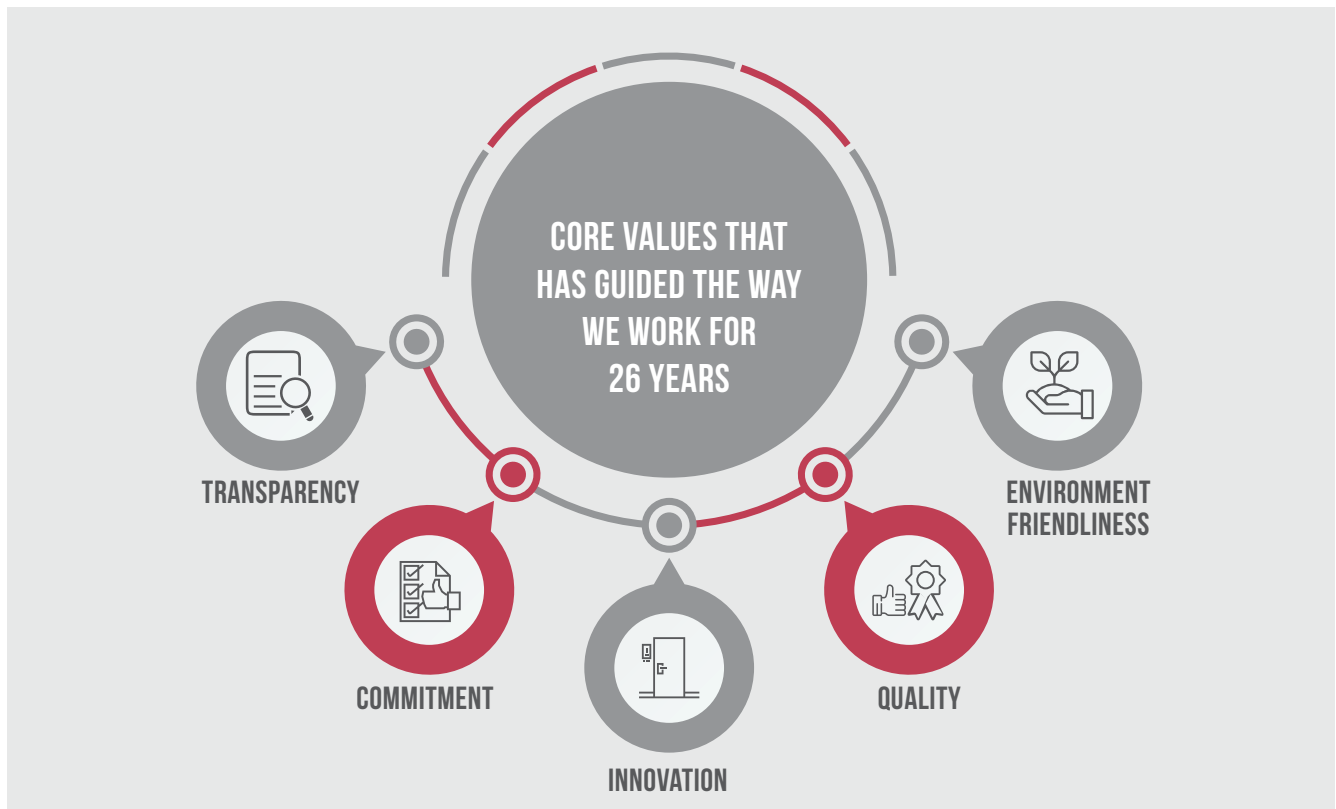 CORE VALUES THAT
HAS GUIDED THE WAY
WE WORK FOR
26 YEARS
TRANSPARENCY
COMMITMENT
INNOVATION
QUALITY
ENVIRONMENT
FRIENDLINESS